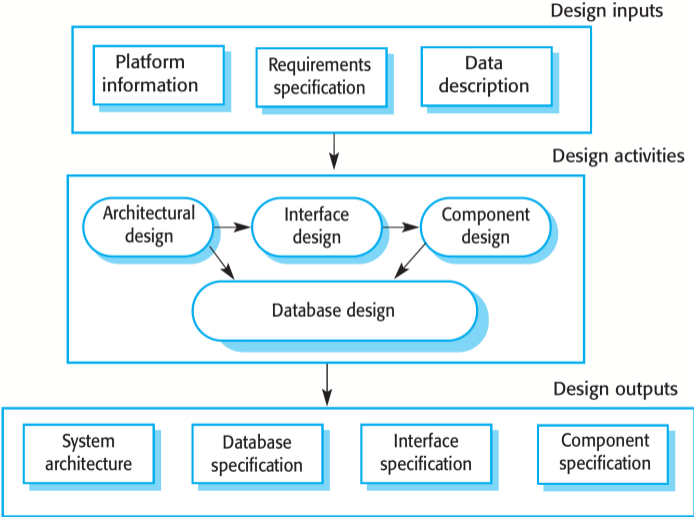 Design inputs
Platform
information
Requirements
specification
Data
description
Design activities
Architectural
design
Interface
design
Component
design
Database design
Design outputs
System
architecture
Database
specification
Interface
specification
Component
specification